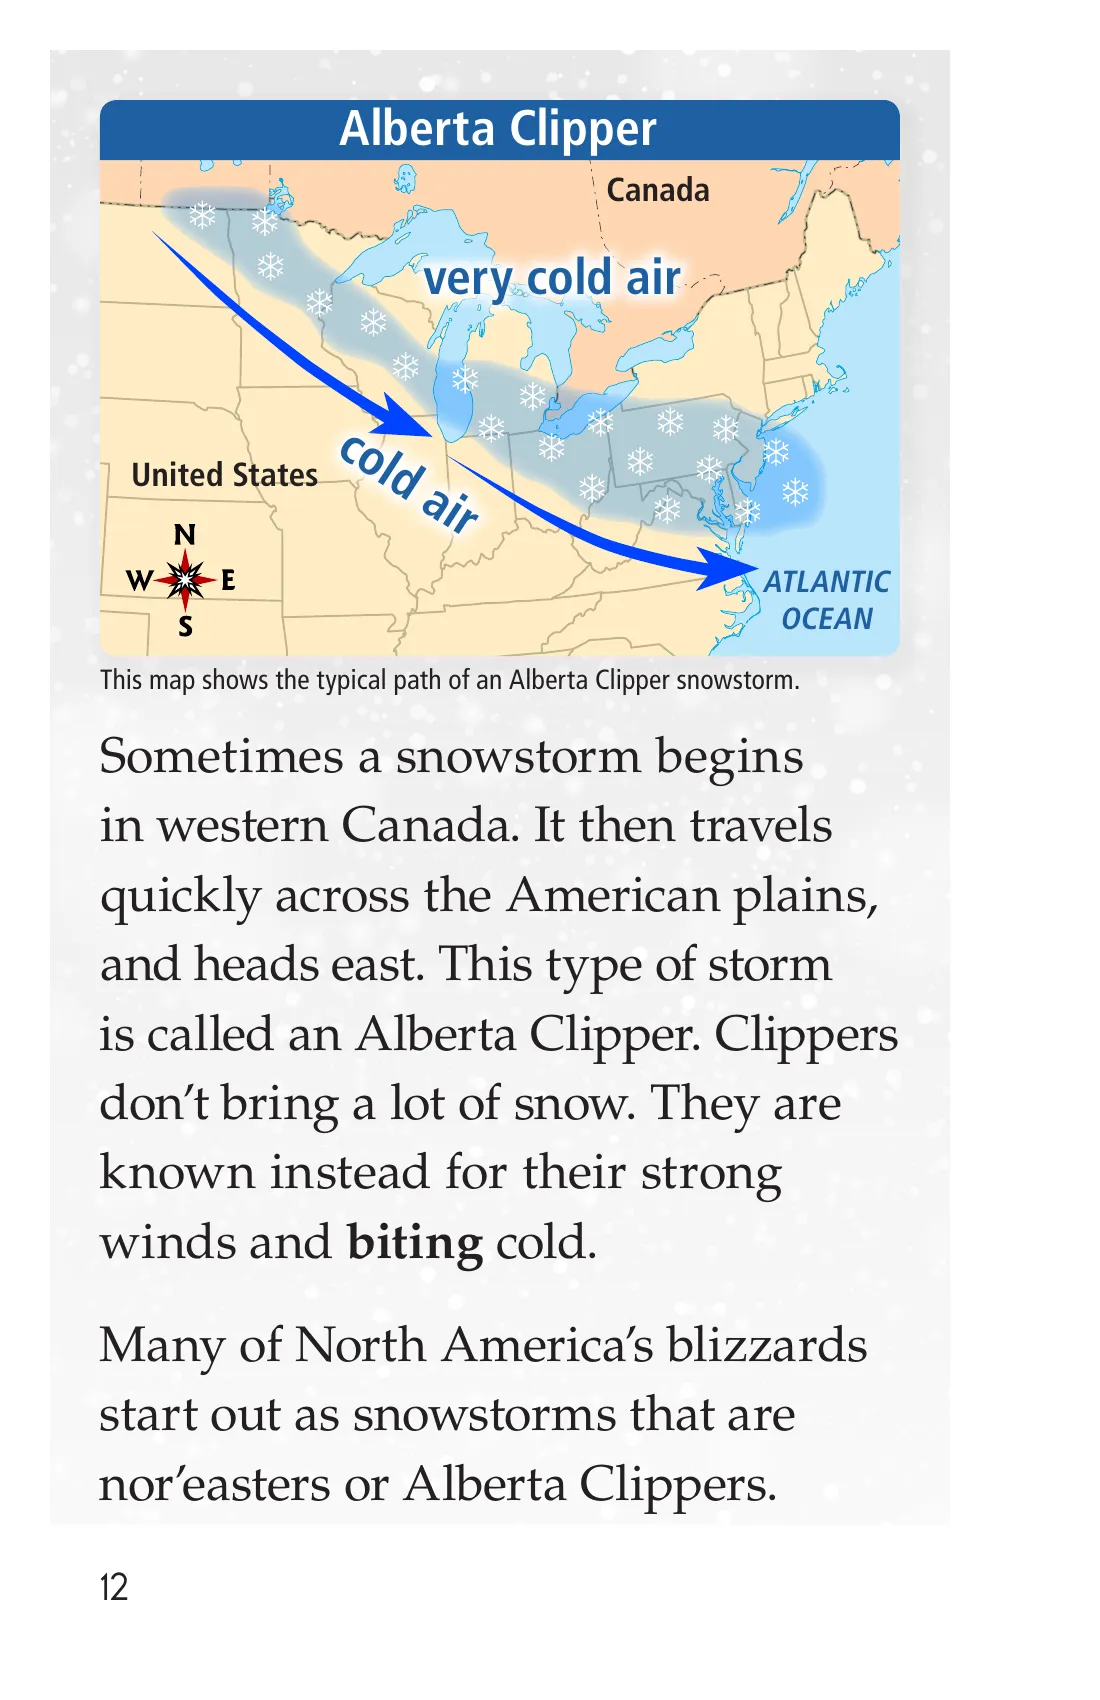 Alberta Clipper
Canada
very cold air
cold air
United States
N
W E
S
ATLANTIC
OCEAN
This map shows the typical path of an Alberta Clipper snowstorm.
Sometimes a snowstorm begins
in western Canada. It then travels
quickly across the American plains,
and heads east. This type of storm
is called an Alberta Clipper. Clippers
don’t bring a lot of snow. They are
known instead for their strong
winds and biting cold.
Many of North America’s blizzards
start out as snowstorms that are
nor’easters or Alberta Clippers.
12